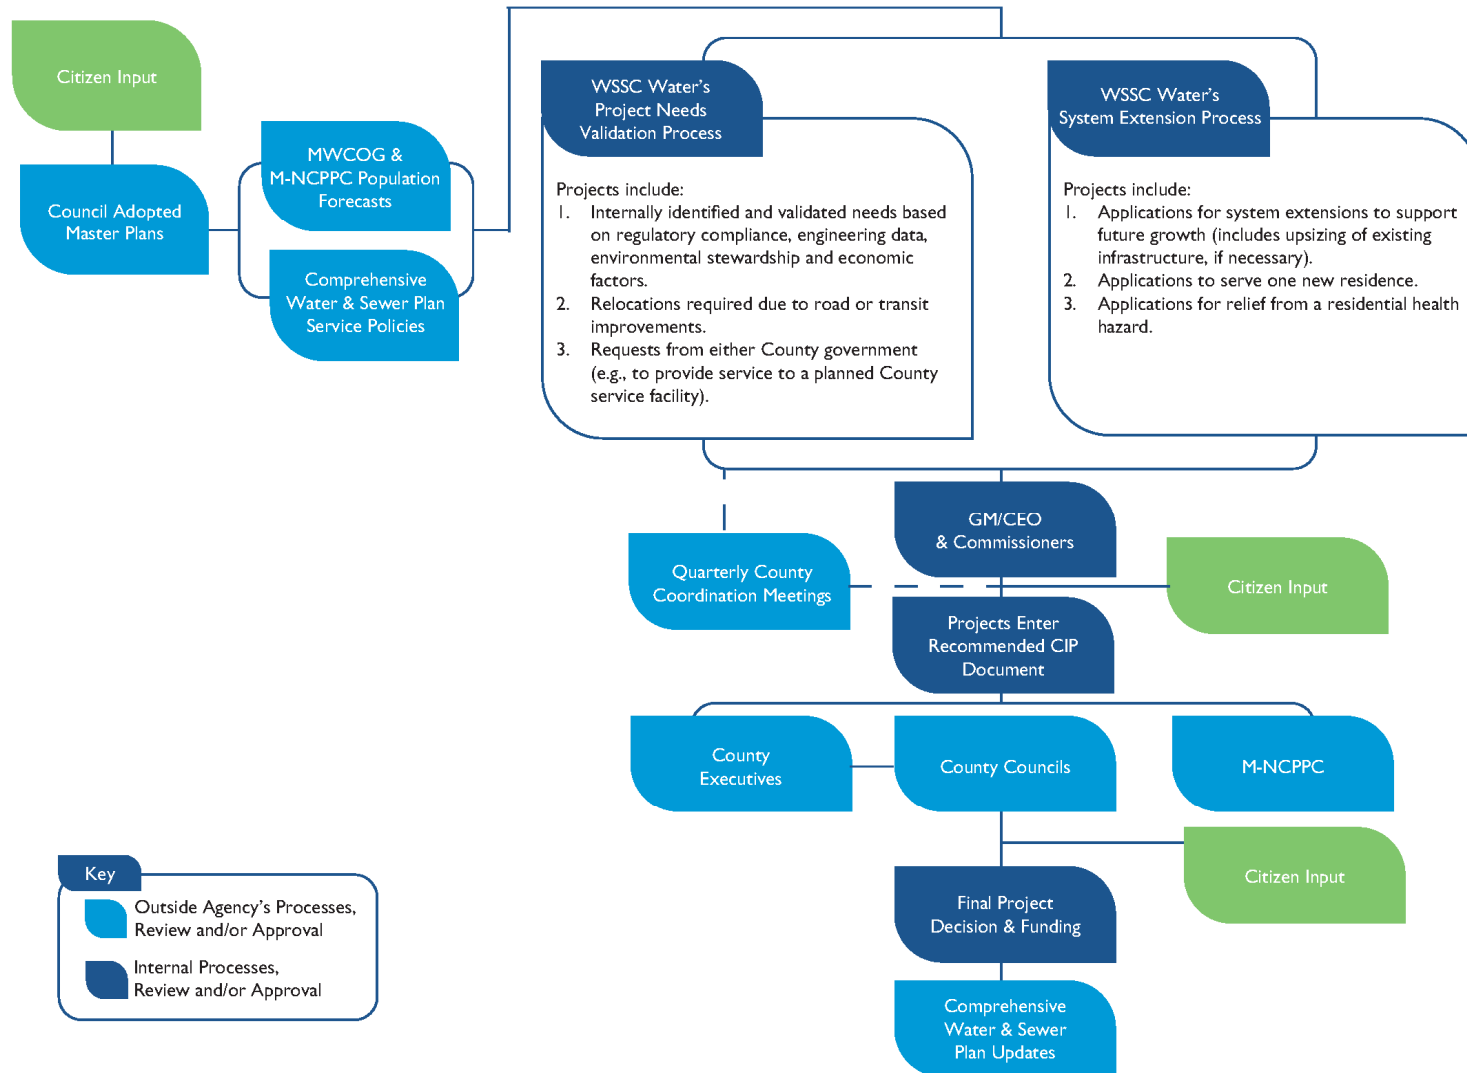 Citizen Input
Council Adopted
Master Plans
MWCOG &
M-NCPPC Population
Forecasts
Comprehensive
Water & Sewer Plan
Service Policies
WSSC Water's
Project Needs
Validation Process
Projects include:
1. Internally identified and validated needs based
on regulatory compliance, engineering data,
environmental stewardship and economic
factors.
2. Relocations required due to road or transit
improvements.
3. Requests from either County government
(e.g., to provide service to a planned County
service facility).
WSSC Water's
System Extension Process
Projects include:
1. Applications for system extensions to support
future growth (includes upsizing of existing
infrastructure, if necessary).
2. Applications to serve one new residence.
3. Applications for relief from a residential health
hazard.
GM/CEO
& Commissioners
Quarterly County
Coordination Meetings
Citizen Input
Projects Enter
Recommended CIP
Document
County
Executives
County Councils
M-NCPPC
Citizen Input
Final Project
Decision & Funding
Comprehensive
Water & Sewer
Plan Updates
Key
Outside Agency's Processes,
Review and/or Approval
Internal Processes,
Review and/or Approval